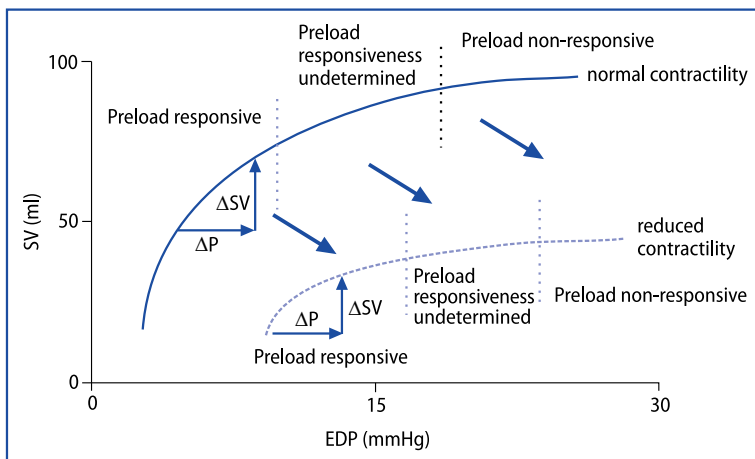 Preload
responsiveness
undetermined
Preload non-responsive
100
normal contractility
Preload responsive
ΔSV
ΔP
SV (ml)
50
reduced
contractility
Preload
responsiveness
undetermined
Preload non-responsive
ΔSV
ΔP
Preload responsive
0
0
15
30
EDP (mmHg)